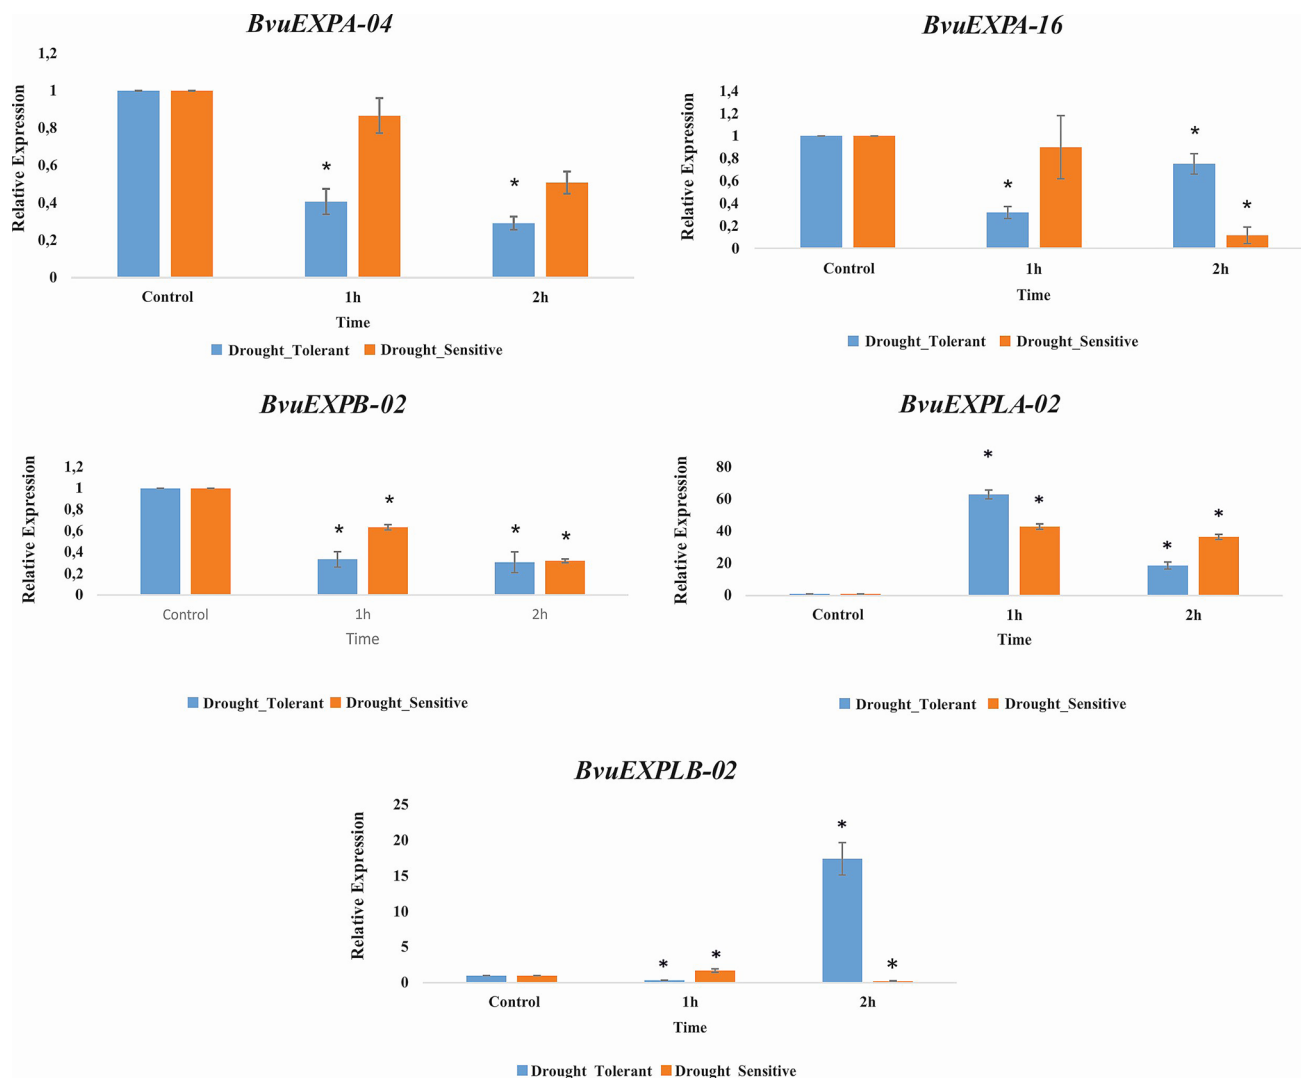 BvuEXPA-04
1,2
1
0,8
0,6
0,4
0,2
0
Relative Expression
*
*
Control 1h 2h
Time
Drought_Tolerant Drought_Sensitive
BvuEXPA-16
1,4
1,2
1
0,8
0,6
0,4
0,2
0
Relative Expression
*
*
*
Control 1h 2h
Time
Drought_Tolerant Drought_Sensitive
BvuEXPB-02
1,2
1
0,8
0,6
0,4
0,2
0
Relative Expression
*
*
*
*
Control 1h 2h
Time
Drought_Tolerant Drought_Sensitive
BvuEXPLA-02
80
60
40
20
0
Relative Expression
*
*
*
*
Control 1h 2h
Time
Drought_Tolerant Drought_Sensitive
BvuEXPLB-02
25
20
15
10
5
0
Relative Expression
*
*
*
*
Control 1h 2h
Time
Drought_Tolerant Drought_Sensitive